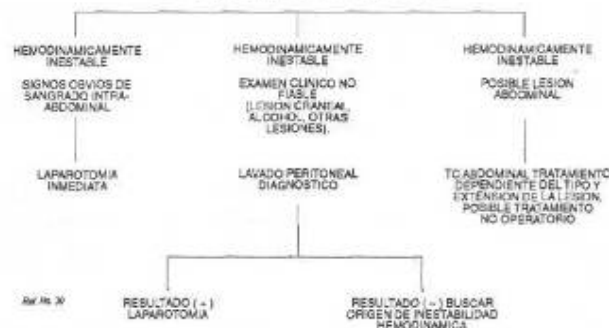 HEMODINAMICAMENTE
INESTABLE
SIGNOS OBVIOS DE
SANGRADO INTRA-
ABDOMINAL
LAPAROTOMIA
INMEDIATA
HEMODINAMICAMENTE
INESTABLE
EXAMEN CLINICO NO
FIABLE
(LESION CRANEAL,
ALCOHOL, OTRAS
LESIONES).
LAVADO PERITONEAL
DIAGNOSTICO
HEMODINAMICAMENTE
INESTABLE
POSIBLE LESION
ABDOMINAL
TC ABDOMINAL TRATAMIENTO
DEPENDIENTE DEL TIPO Y
EXTENSION DE LA LESION,
POSIBLE TRATAMIENTO
NO OPERATORIO
RESULTADO (+)
LAPAROTOMIA
RESULTADO (-) BUSCAR
ORIGEN DE INESTABILIDAD
HEMODINAMICA